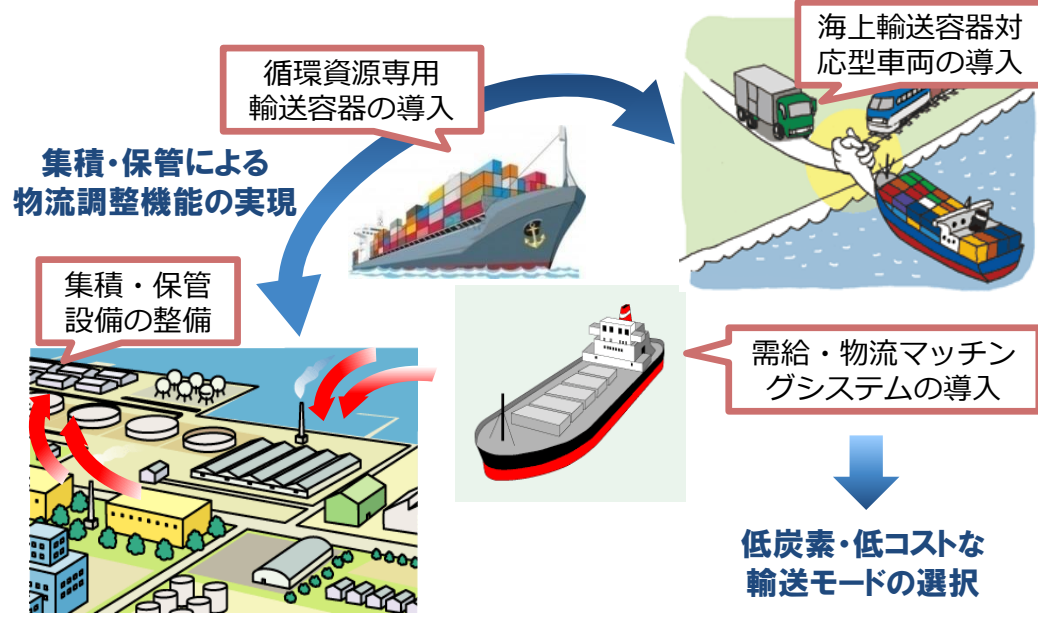 海上輸送容器対
応型車両の導入
循環資源専用
輸送容器の導入
集積・保管による
物流調整機能の実現
集積・保管
設備の整備
需給・物流マッチン
グシステムの導入
低炭素・低コストな
輸送モードの選択